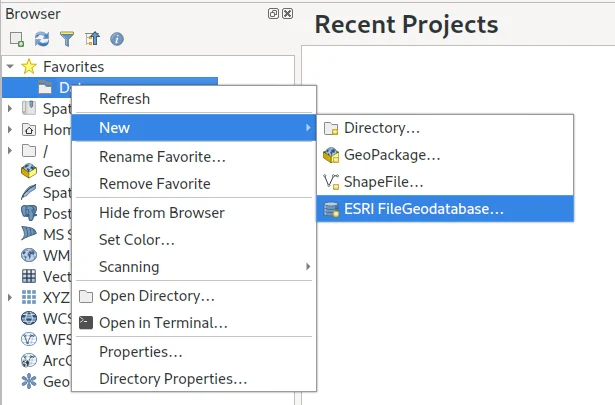 Browser
Recent Projects
Favorites
Spat
Hom
/
Geo
Spat
Post
MS S
WM
Vect
XYZ
WCS
WFS
ArcG
Geo
Refresh
New
Rename Favorite…
Remove Favorite
Hide from Browser
Set Color…
Scanning
Open Directory…
Open in Terminal…
Properties…
Directory Properties…
Directory…
GeoPackage…
ShapeFile…
ESRI FileGeodatabase…